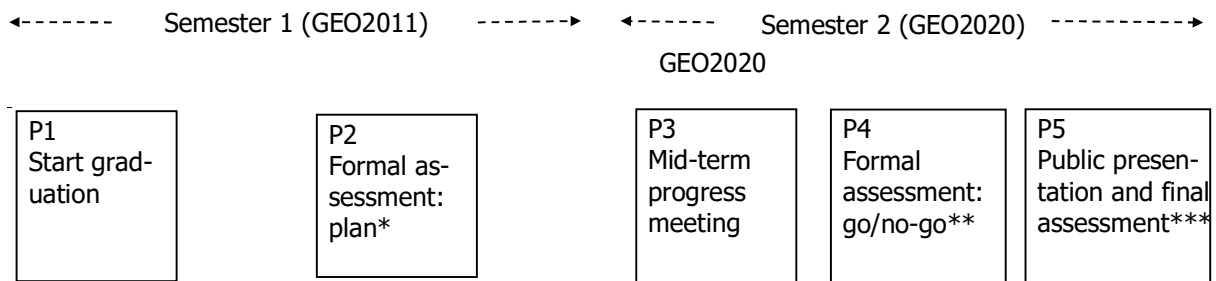 Semester 1 (GEO2011)
Semester 2 (GEO2020)
GEO2020
P1
Start grad-
uation
P2
Formal as-
sessment:
plan*
P3
Mid-term
progress
meeting
P4
Formal
assessment:
go/no-go**
P5
Public presen-
tation and final
assessment***